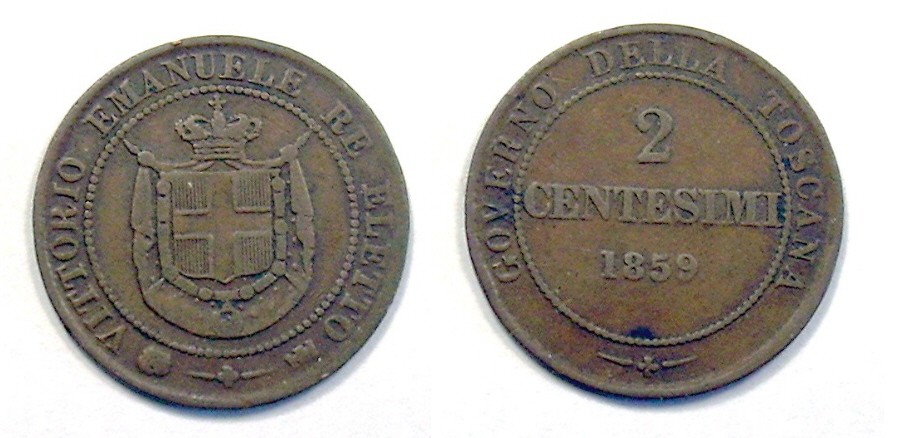 VITTORIO EMANUELE RE ELETTO
GOVERNO DELLA TOSCANA
2
CENTESIMI
1859